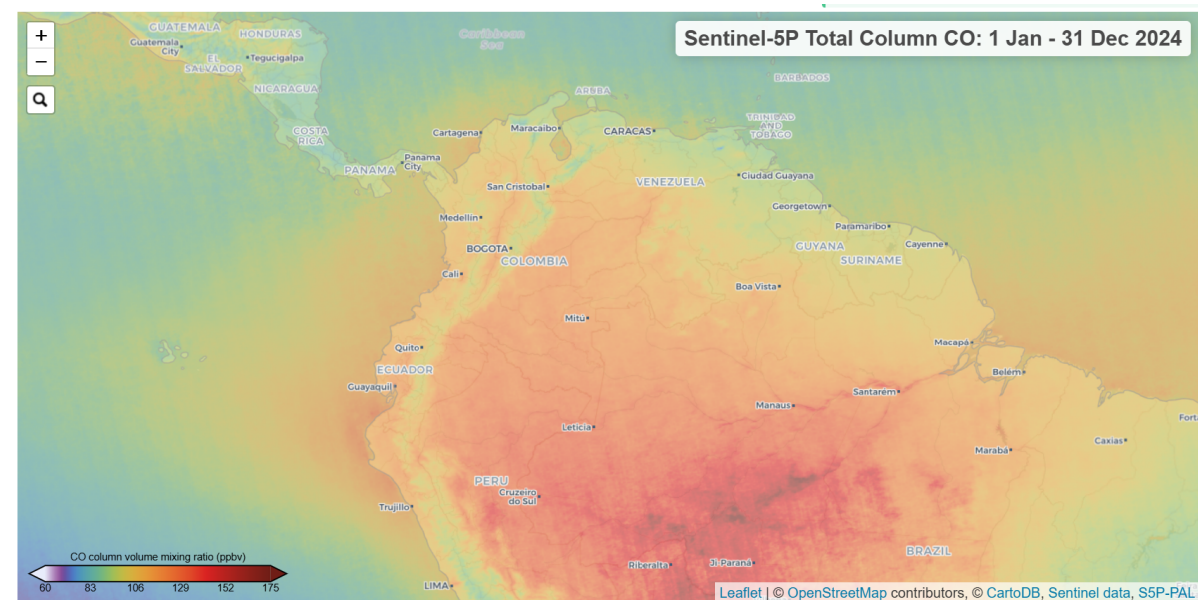 +
−
Sentinel-5P Total Column CO: 1 Jan - 31 Dec 2024
GUATEMALA
Guatemala
City
HONDURAS
EL
SALVADOR
Tegucigalpa
NICARAGUA
COSTA
RICA
Caribbean
Sea
BARBADOS
ARUBA
TRINIDAD
AND
TOBAGO
Cartagena
Maracaibo
CARACAS
PANAMA
Panama
City
San Cristobal
VENEZUELA
Ciudad Guayana
Georgetown
Medellín
Paramaribo
BOGOTA
COLOMBIA
GUYANA
SURINAME
Cayenne
Cali
Boa Vista
Mitu
Macapá
Quito
ECUADOR
Guayaquil
Belém
Santarém
Manaus
Fort
Leticia
Caxias
Marabá
PERU
Cruzeiro
do Sul
Trujillo
BRAZIL
Riberalta
Ji Paraná
LIMA
CO column volume mixing ratio (ppbv)
60 83 106 129 152 175
Leaflet | © OpenStreetMap contributors, © CartoDB, Sentinel data, S5P-PAL